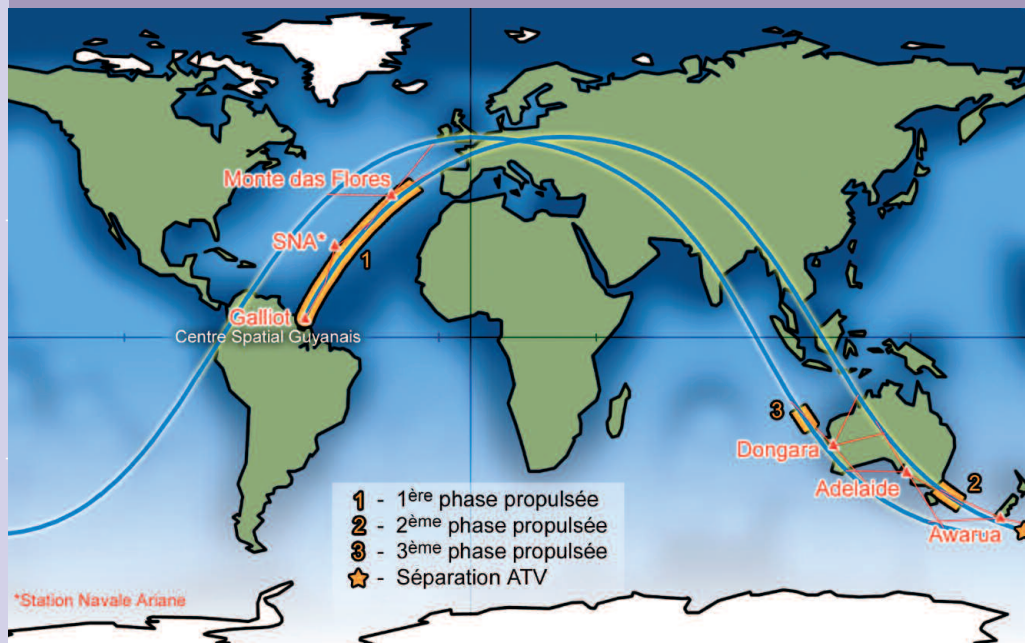 Monte das Flores
SNA*
1
Galliot
Centre Spatial Guyanais
3
Dongara
Adelaide
2
Awarua
1 - 1ère phase propulsée
2 - 2ème phase propulsée
3 - 3ème phase propulsée
- Séparation ATV
*Station Navale Ariane